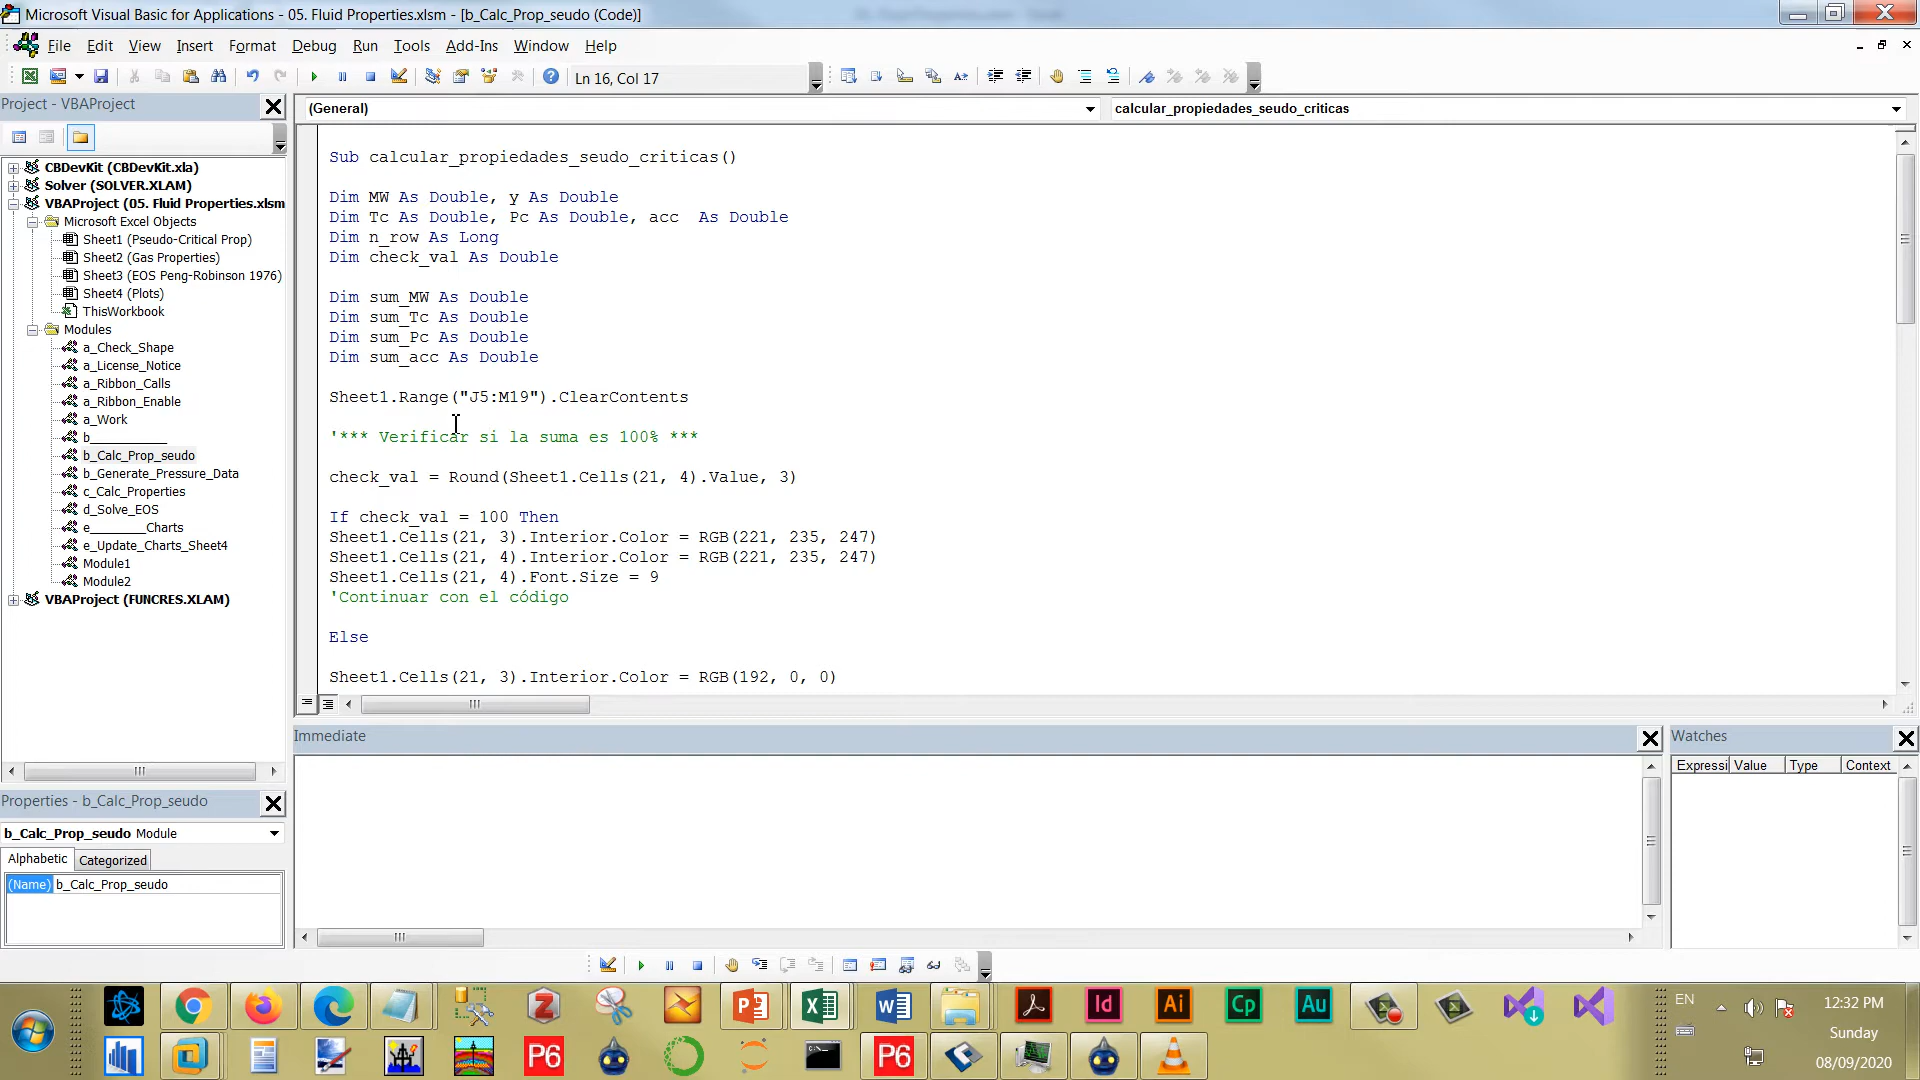 Microsoft Visual Basic for Applications - 05. Fluid Properties.xlsm - [b_Calc_Prop_seudo (Code)]
File Edit View Insert Format Debug Run Tools Add-Ins Window Help
Ln 16, Col 17
Project - VBAProject
(General)
calcular_propiedades_seudo_criticas
CBDevKit (CBDevKit.xla)
Solver (SOLVER.XLAM)
VBAProject (05. Fluid Properties.xlsm
Microsoft Excel Objects
Sheet1 (Pseudo-Critical Prop)
Sheet2 (Gas Properties)
Sheet3 (EOS Peng-Robinson 1976)
Sheet4 (Plots)
ThisWorkbook
Modules
a_Check_Shape
a_License_Notice
a_Ribbon_Calls
a_Ribbon_Enable
a_Work
b___________
b_Calc_Prop_seudo
b_Generate_Pressure_Data
c_Calc_Properties
d_Solve_EOS
e________Charts
e_Update_Charts_Sheet4
Module1
Module2
VBAProject (FUNCRES.XLAM)
Sub calcular_propiedades_seudo_criticas()
Dim MW As Double, y As Double
Dim Tc As Double, Pc As Double, acc  As Double
Dim n_row As Long
Dim check_val As Double
Dim sum_MW As Double
Dim sum_Tc As Double
Dim sum_Pc As Double
Dim sum_acc As Double
Sheet1.Range("J5:M19").ClearContents
'*** Verificar si la suma es 100% ***
check_val = Round(Sheet1.Cells(21, 4).Value, 3)
If check_val = 100 Then
Sheet1.Cells(21, 3).Interior.Color = RGB(221, 235, 247)
Sheet1.Cells(21, 4).Interior.Color = RGB(221, 235, 247)
Sheet1.Cells(21, 4).Font.Size = 9
'Continuar con el código
Else
Sheet1.Cells(21, 3).Interior.Color = RGB(192, 0, 0)
Immediate
Watches
Expressi Value Type Context
Properties - b_Calc_Prop_seudo
b_Calc_Prop_seudo Module
Alphabetic Categorized
(Name) b_Calc_Prop_seudo
Id Ai Cp Au
P6 P6
EN
12:32 PM
Sunday
08/09/2020